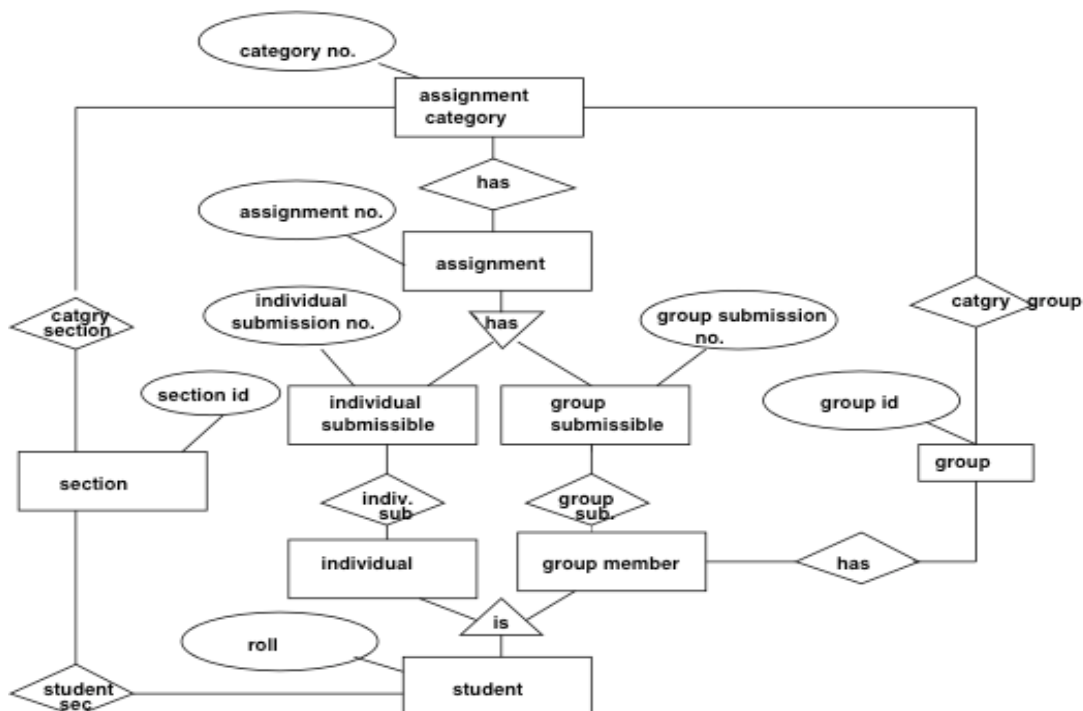 category no.
assignment
category
has
assignment no.
assignment
individual
submission no.
has
group submission
no.
catgry
section
catgry group
section id
individual
submissible
group
submissible
group id
section
group
indiv.
sub
group
sub.
individual
group member
has
is
roll
student
sec
student